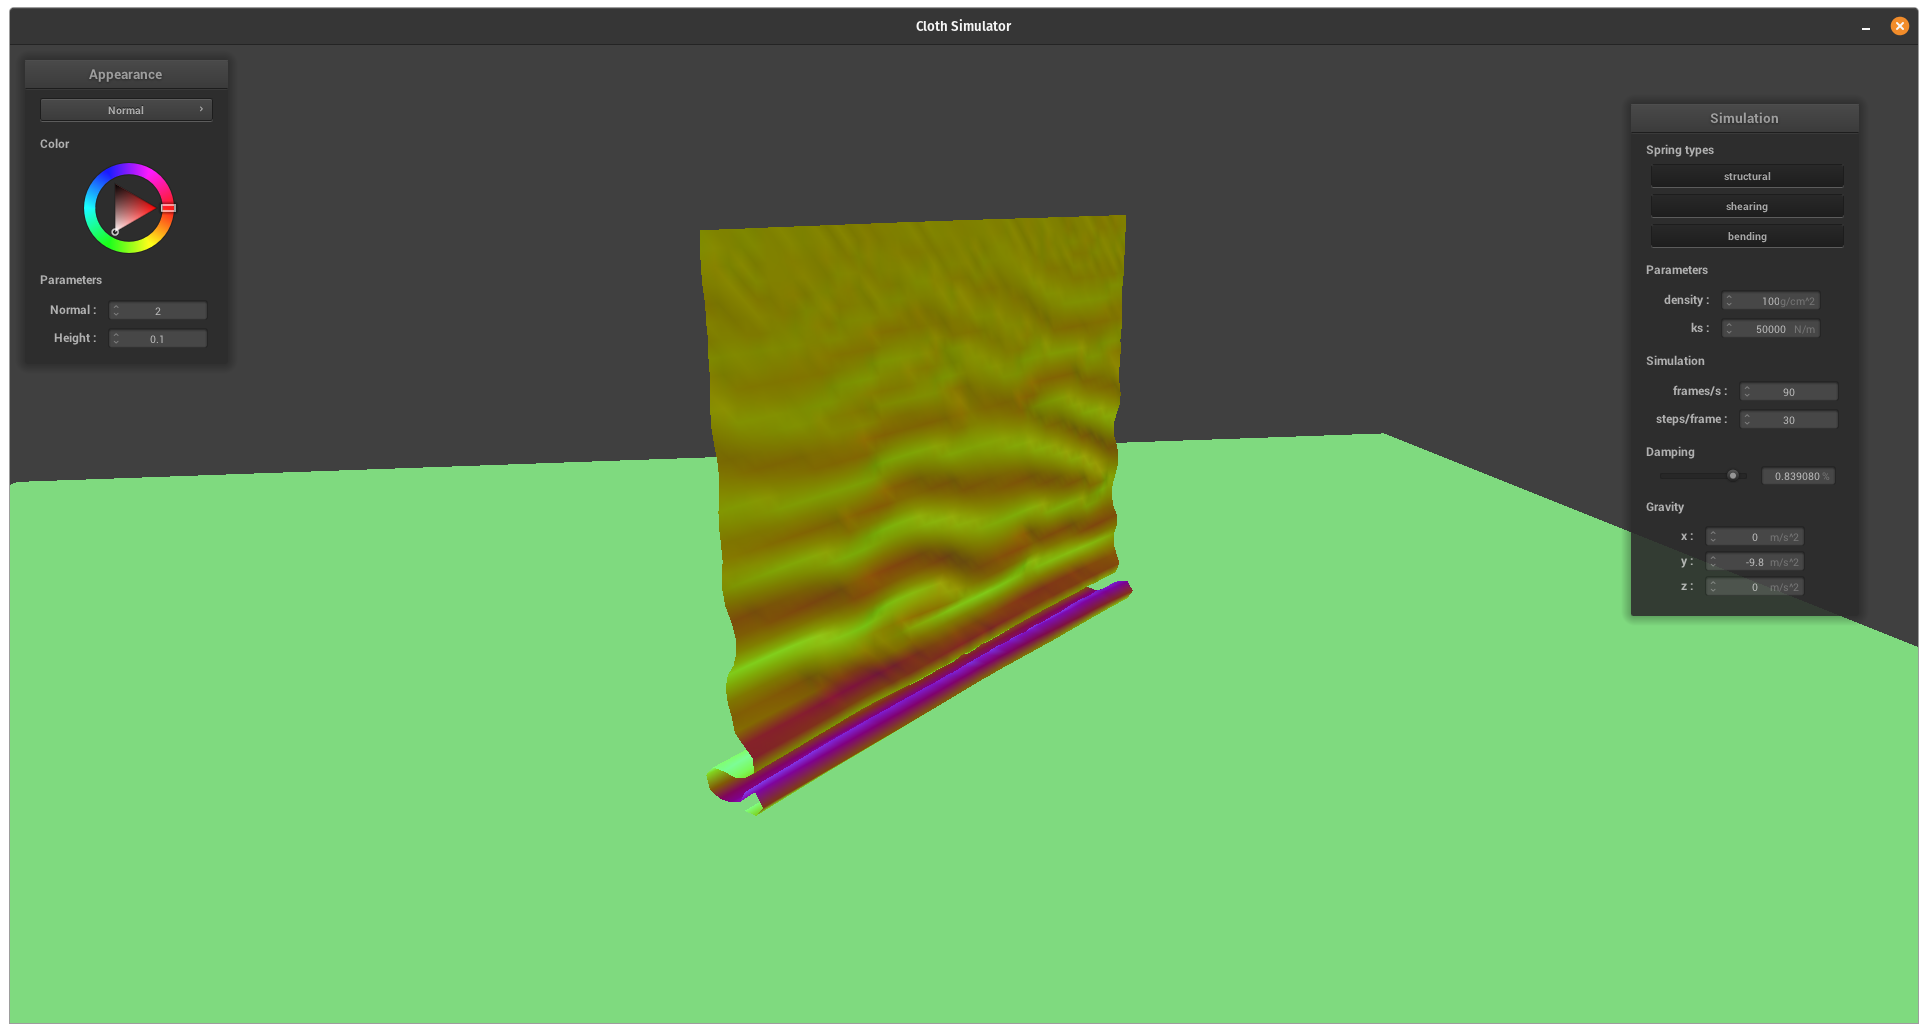 Cloth Simulator
Appearance
Normal
Color
Parameters
Normal : 2
Height : 0.1
Simulation
Spring types
structural
shearing
bending
Parameters
density : 100g/cm^2
ks : 50000 N/m
Simulation
frames/s : 90
steps/frame : 30
Damping
0.839080 %
Gravity
x : 0 m/s^2
y : -9.8 m/s^2
z : 0 m/s^2